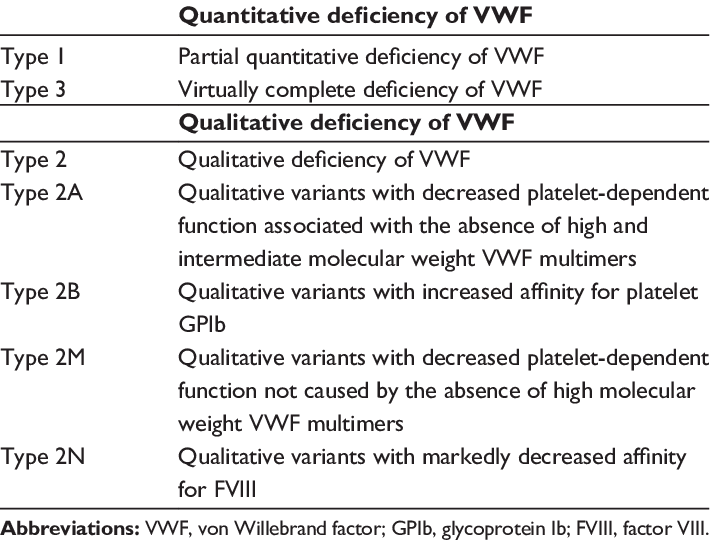 Quantitative deficiency of VWF
Type 1 Partial quantitative deficiency of VWF
Type 3 Virtually complete deficiency of VWF
Qualitative deficiency of VWF
Type 2 Qualitative deficiency of VWF
Type 2A Qualitative variants with decreased platelet-dependent
function associated with the absence of high and
intermediate molecular weight VWF multimers
Type 2B Qualitative variants with increased affinity for platelet
GPIb
Type 2M Qualitative variants with decreased platelet-dependent
function not caused by the absence of high molecular
weight VWF multimers
Type 2N Qualitative variants with markedly decreased affinity
for FVIII
Abbreviations: VWF, von Willebrand factor; GPIb, glycoprotein Ib; FVIII, factor VIII.